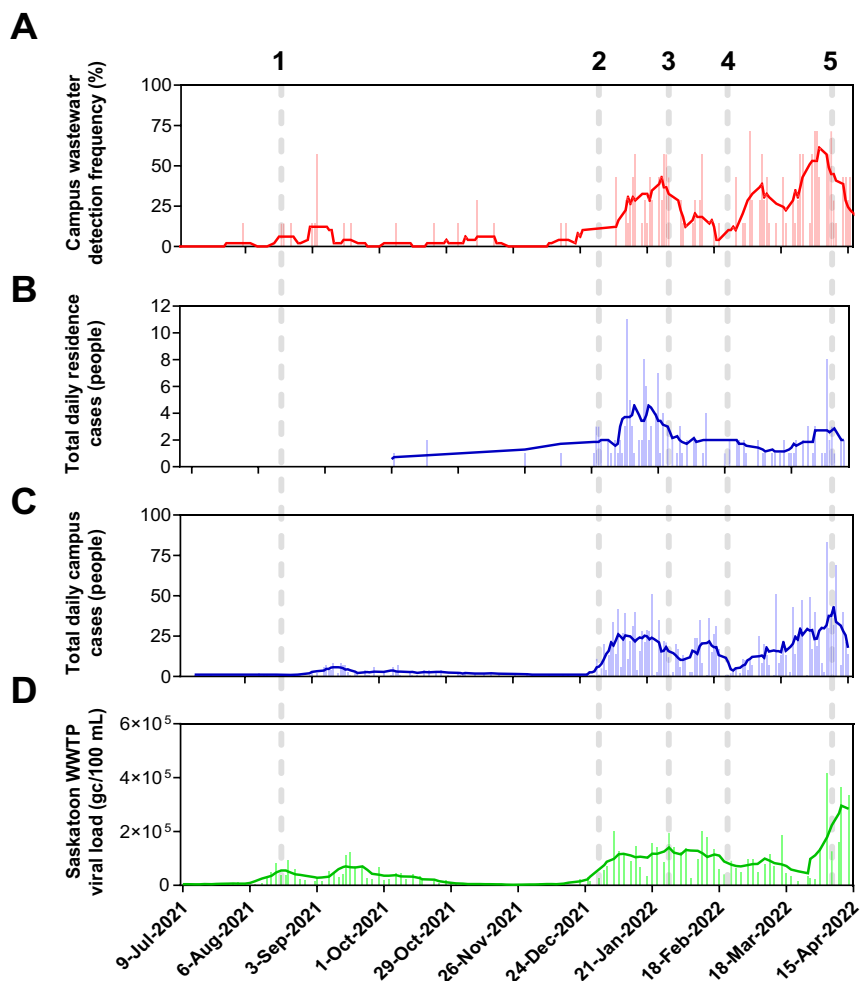 A
1 2 3 4 5
Campus wastewater
detection frequency (%)
100
75
50
25
0
B
Total daily residence
cases (people)
12
10
8
6
4
2
0
C
Total daily campus
cases (people)
100
75
50
25
0
D
Saskatoon WWTP
viral load (gc/100 mL)
6×10⁵
4×10⁵
2×10⁵
0
9-Jul-2021
6-Aug-2021
3-Sep-2021
1-Oct-2021
29-Oct-2021
26-Nov-2021
24-Dec-2021
21-Jan-2022
18-Feb-2022
18-Mar-2022
15-Apr-2022